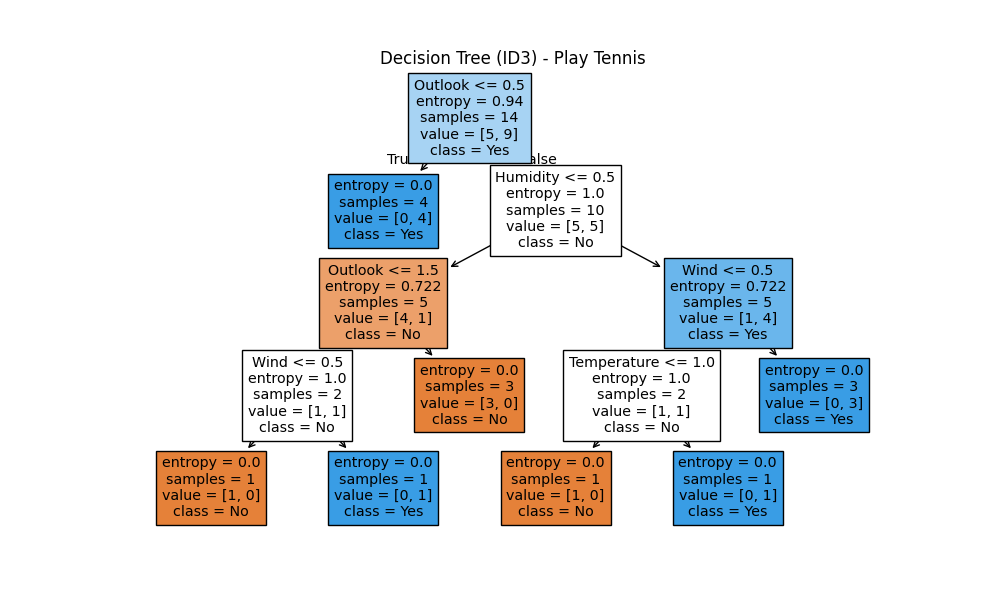 Decision Tree (ID3) - Play Tennis
Outlook <= 0.5
entropy = 0.94
samples = 14
value = [5, 9]
class = Yes
entropy = 0.0
samples = 4
value = [0, 4]
class = Yes
Humidity <= 0.5
entropy = 1.0
samples = 10
value = [5, 5]
class = No
Outlook <= 1.5
entropy = 0.722
samples = 5
value = [4, 1]
class = No
Wind <= 0.5
entropy = 0.722
samples = 5
value = [1, 4]
class = Yes
Wind <= 0.5
entropy = 1.0
samples = 2
value = [1, 1]
class = No
entropy = 0.0
samples = 3
value = [3, 0]
class = No
Temperature <= 1.0
entropy = 1.0
samples = 2
value = [1, 1]
class = No
entropy = 0.0
samples = 3
value = [0, 3]
class = Yes
entropy = 0.0
samples = 1
value = [1, 0]
class = No
entropy = 0.0
samples = 1
value = [0, 1]
class = Yes
entropy = 0.0
samples = 1
value = [1, 0]
class = No
entropy = 0.0
samples = 1
value = [0, 1]
class = Yes